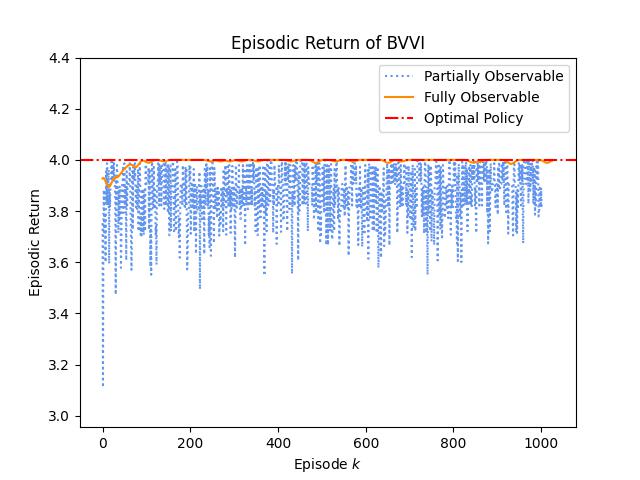 Episodic Return of BVVI
Partially Observable
Fully Observable
Optimal Policy
4.4
4.2
4.0
3.8
3.6
3.4
3.2
3.0
Episodic Return
0 200 400 600 800 1000
Episode k